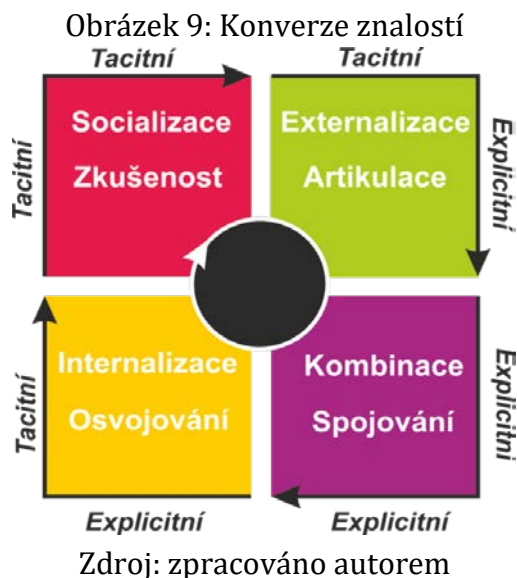 Obrázek 9: Konverze znalostí
Tacitní
Tacitní
Tacitní
Socializace
Zkušenost
Externalizace
Artikulace
Explicitní
Tacitní
Internalizace
Osvojování
Kombinace
Spojování
Explicitní
Explicitní
Explicitní
Zdroj: zpracováno autorem